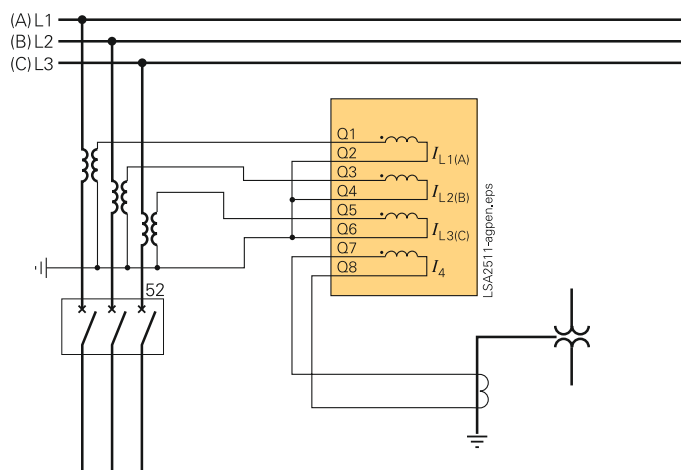 (A) L1
(B) L2
(C) L3
Q1
Q2
I L1(A)
Q3
Q4
I L2(B)
Q5
Q6
I L3(C)
Q7
Q8
I4
LSA2511-agpen.eps
52